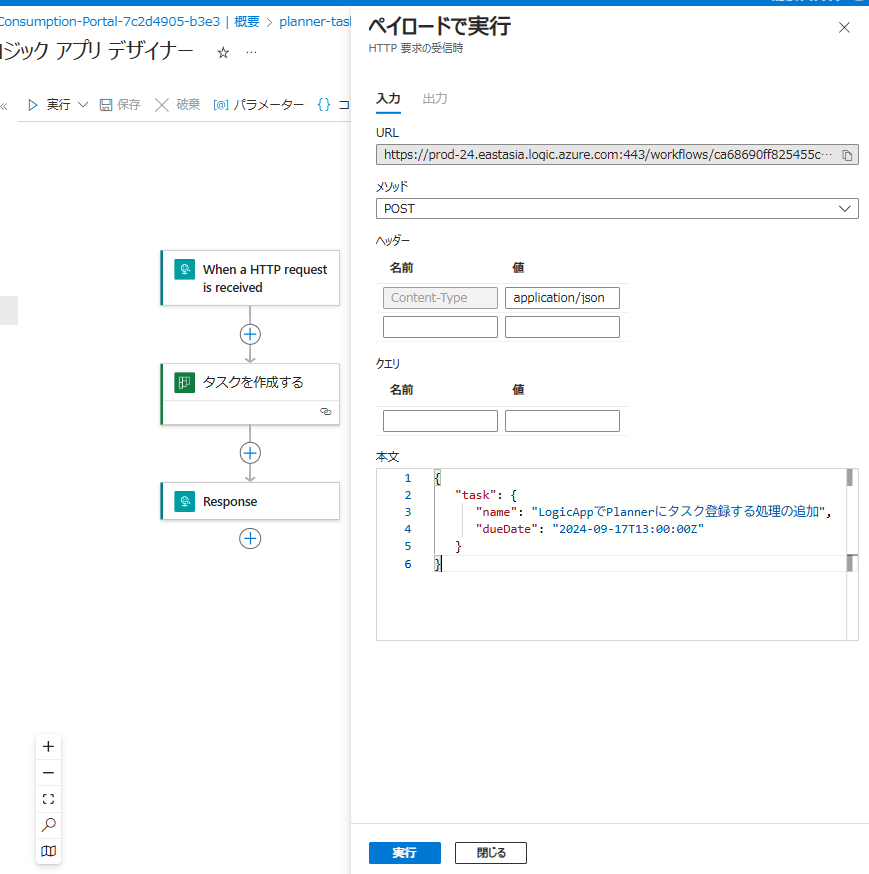 Consumption-Portal-7c2d4905-b3e3 | 概要 > planner-task
ロジック アプリ デザイナー
実行
保存
破棄
パラメーター
コ
When a HTTP request
is received
タスクを作成する
Response
ペイロードで実行
HTTP 要求の受信時
入力
出力
URL
https://prod-24.eastasia.logic.azure.com:443/workflows/ca68690ff825455c···
メソッド
POST
ヘッダー
名前 値
Content-Type application/json
クエリ
名前 値
本文
1 {
2 "task": {
3 "name": "LogicAppでPlannerにタスク登録する処理の追加",
4 "dueDate": "2024-09-17T13:00:00Z"
5 }
6 }
実行
閉じる